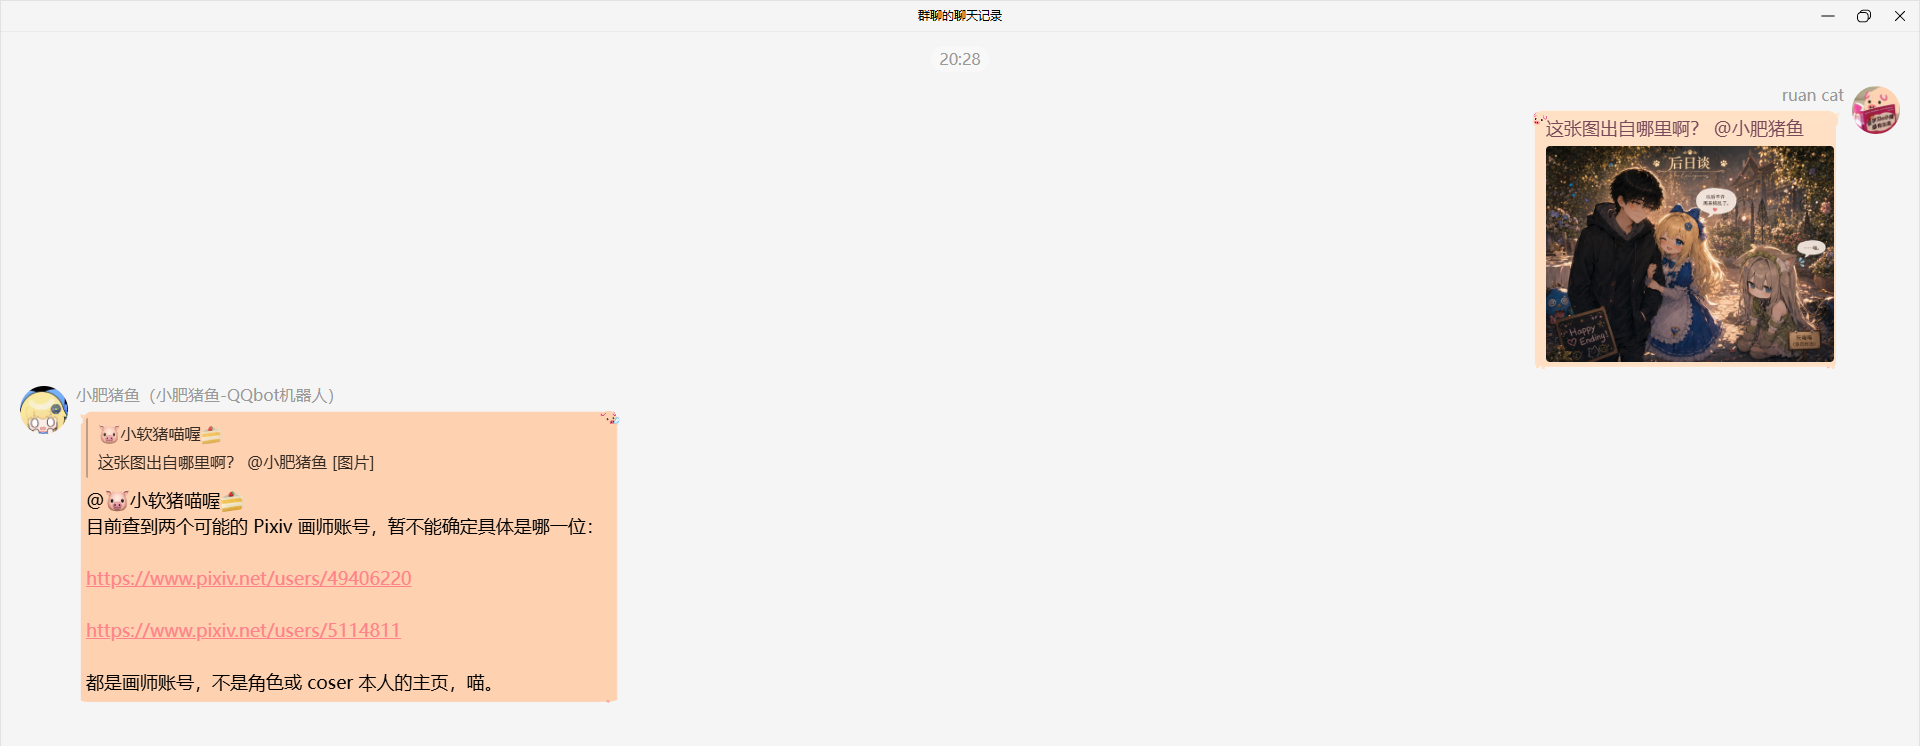 群聊的聊天记录
20:28
ruan cat
这张图出自哪里啊？ @小肥猪鱼
后日谈
Happy
Ending!
小肥猪鱼（小肥猪鱼-QQbot机器人）
🐷小软猪喵喔🍰
这张图出自哪里啊？ @小肥猪鱼 [图片]
@🐷小软猪喵喔🍰
目前查到两个可能的 Pixiv 画师账号，暂不能确定具体是哪一位：
https://www.pixiv.net/users/49406220
https://www.pixiv.net/users/5114811
都是画师账号，不是角色或 coser 本人的主页，喵。